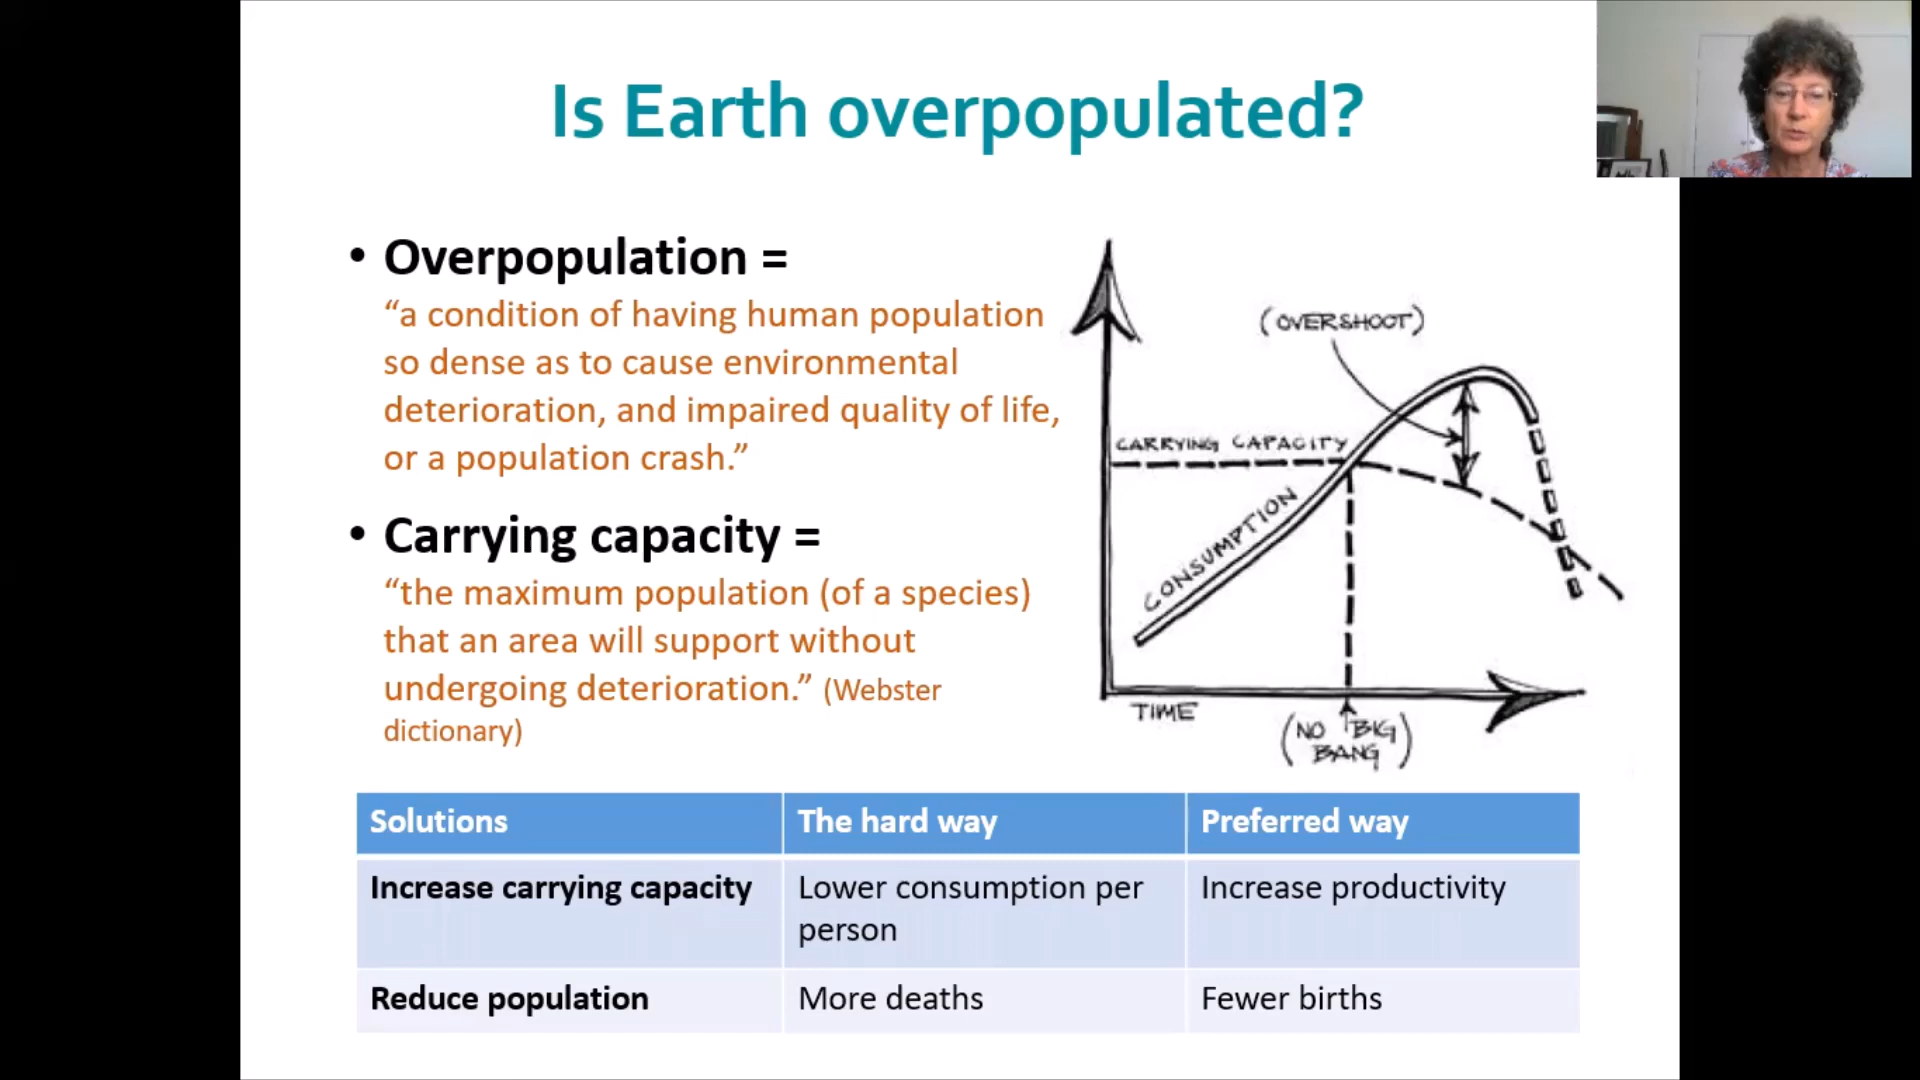 Is Earth overpopulated?
• Overpopulation =
“a condition of having human population
so dense as to cause environmental
deterioration, and impaired quality of life,
or a population crash.”
• Carrying capacity =
“the maximum population (of a species)
that an area will support without
undergoing deterioration.” (Webster
dictionary)
(OVERSHOOT)
CARRYING CAPACITY
CONSUMPTION
TIME
(NO BIG
BANG)
Solutions The hard way Preferred way
Increase carrying capacity Lower consumption per Increase productivity
person
Reduce population More deaths Fewer births